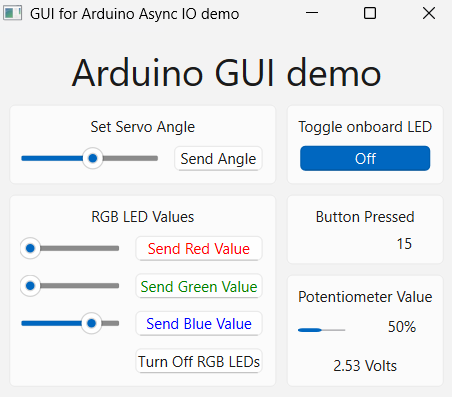 GUI for Arduino Async IO demo
Arduino GUI demo
Set Servo Angle
Send Angle
Toggle onboard LED
Off
RGB LED Values
Send Red Value
Send Green Value
Send Blue Value
Turn Off RGB LEDs
Button Pressed
15
Potentiometer Value
50%
2.53 Volts